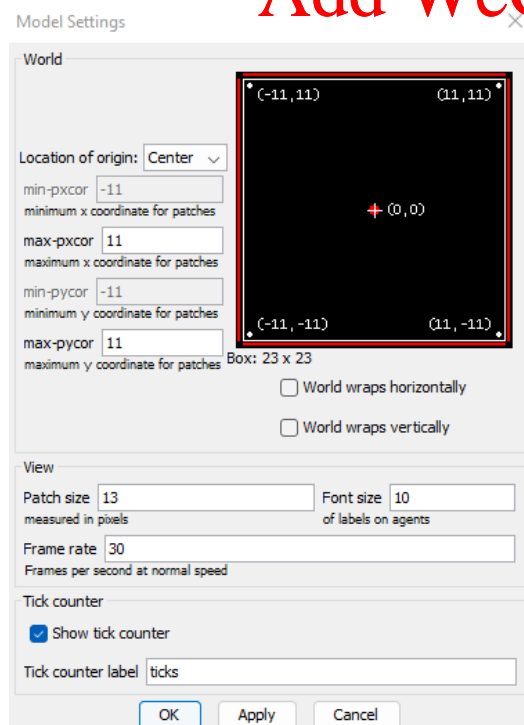 Add
Model Settings
World
(-11,11) (11,11)
Location of origin: Center
min-pxcor -11
minimum x coordinate for patches
(0,0)
max-pxcor 11
maximum x coordinate for patches
min-pycor -11
minimum y coordinate for patches
(-11,-11) (11,-11)
max-pycor 11
maximum y coordinate for patches
Box: 23 x 23
World wraps horizontally
World wraps vertically
View
Patch size 13 Font size 10
measured in pixels of labels on agents
Frame rate 30
Frames per second at normal speed
Tick counter
Show tick counter
Tick counter label ticks
OK Apply Cancel